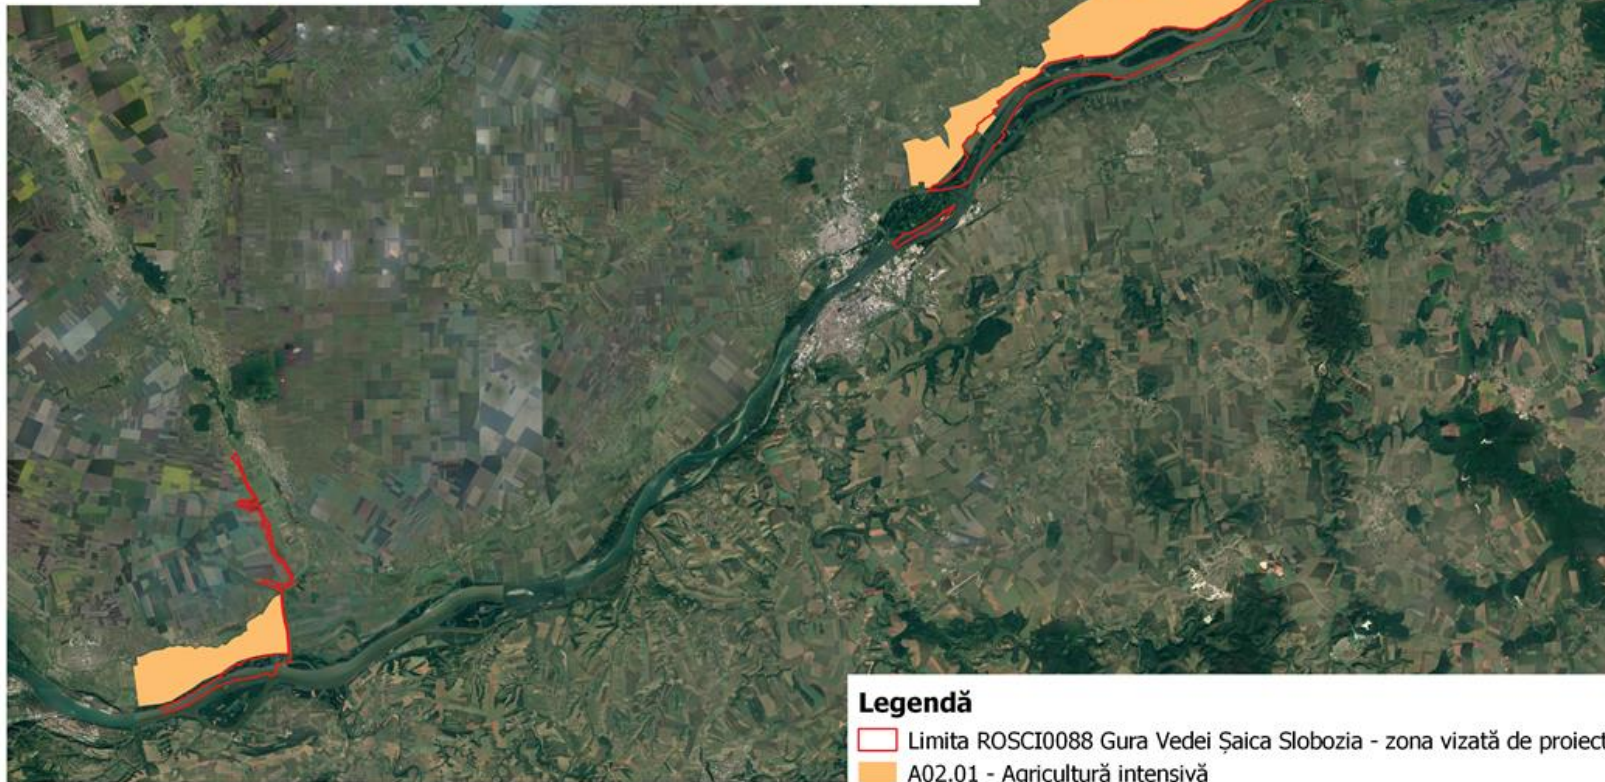 Legendă
Limita ROSCI0088 Gura Vedei Șaica Slobozia - zona vizată de proiect
A02.01 - Agricultură intensivă